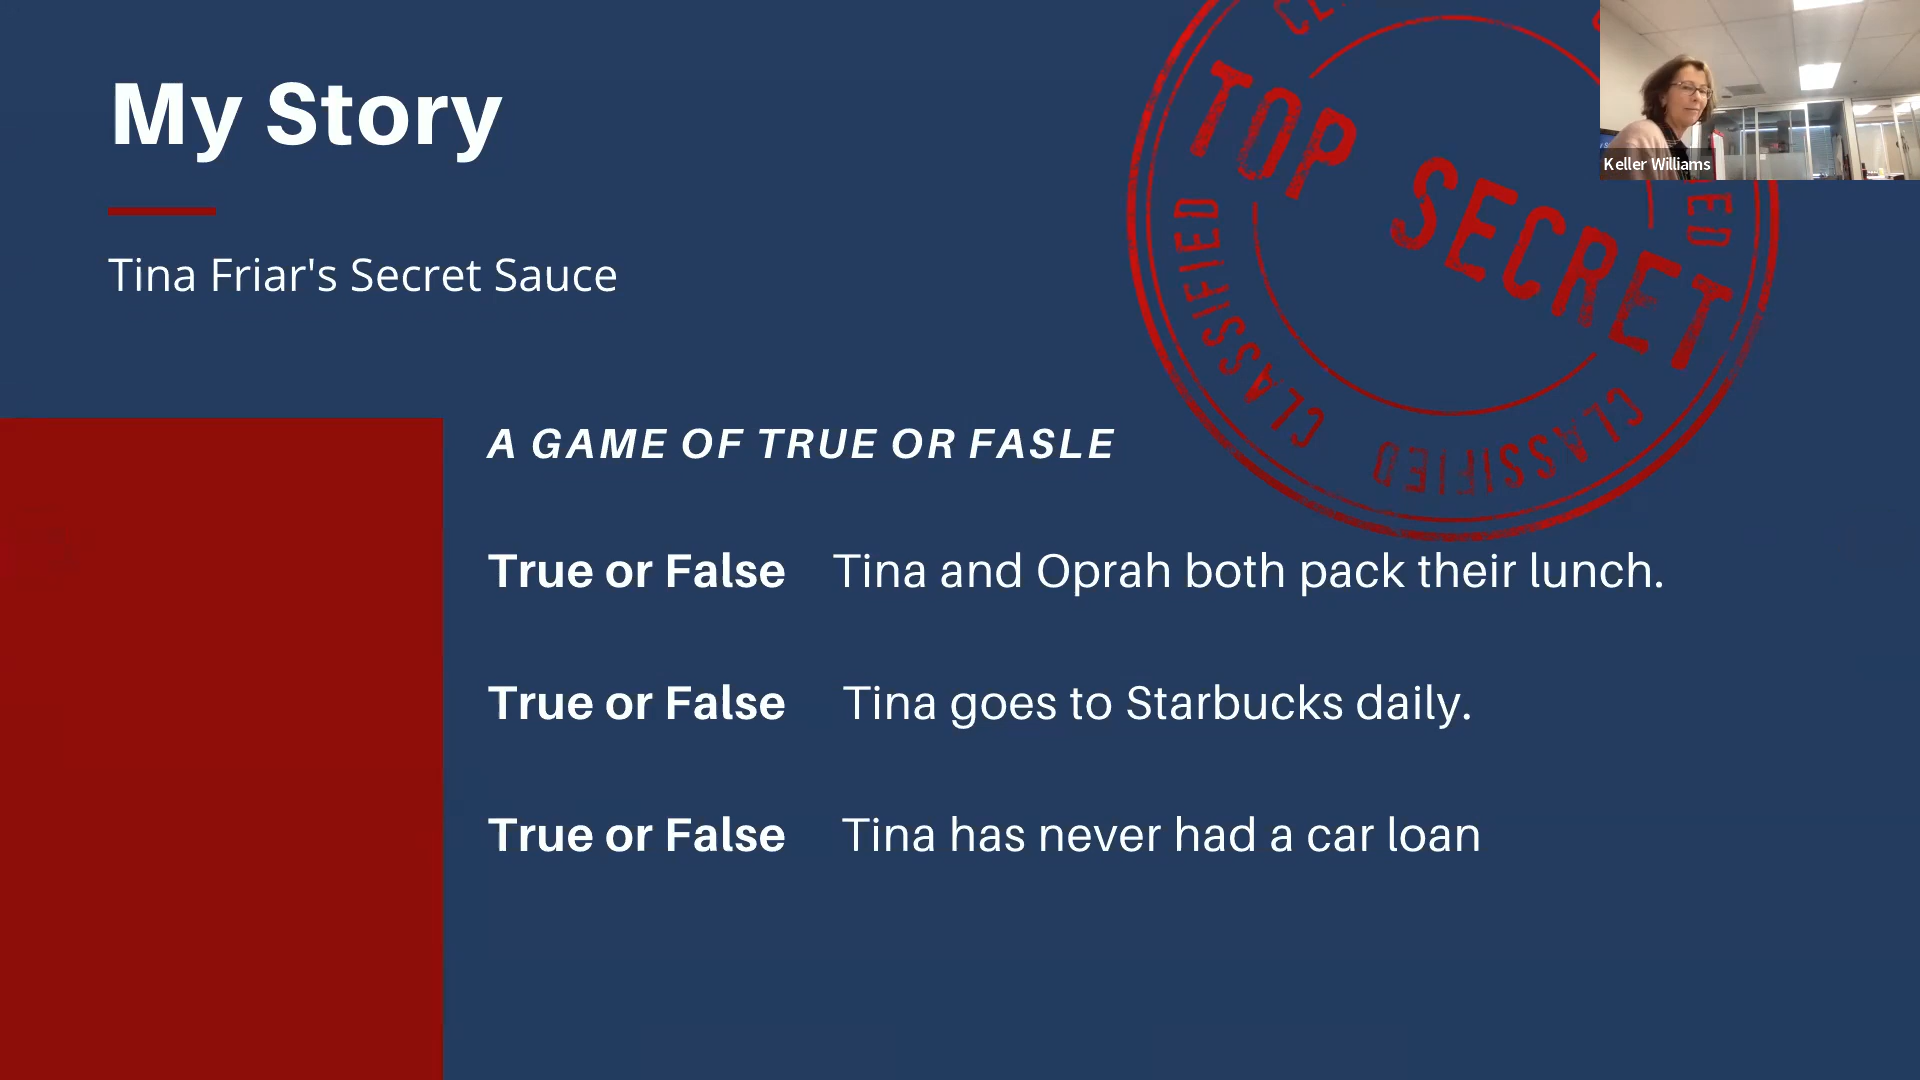 My Story
Tina Friar's Secret Sauce
TOP SECRET
CLASSIFIED
CLASSIFIED
CLASSIFIED
Keller Williams
A GAME OF TRUE OR FASLE
True or False Tina and Oprah both pack their lunch.
True or False Tina goes to Starbucks daily.
True or False Tina has never had a car loan